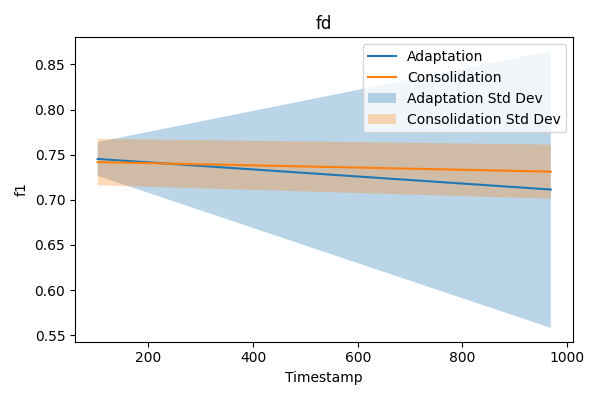 fd
Adaptation
Consolidation
Adaptation Std Dev
Consolidation Std Dev
f1
0.85
0.80
0.75
0.70
0.65
0.60
0.55
200
400
600
800
1000
Timestamp